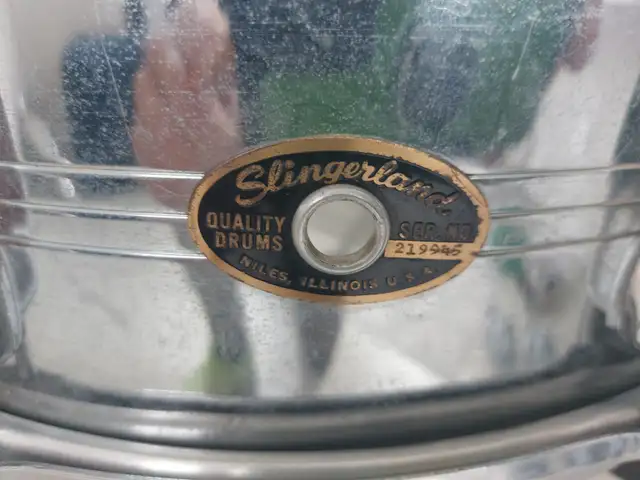 Slingerland
QUALITY
DRUMS
SER. NO
219945
NILES, ILLINOIS U.S.A.